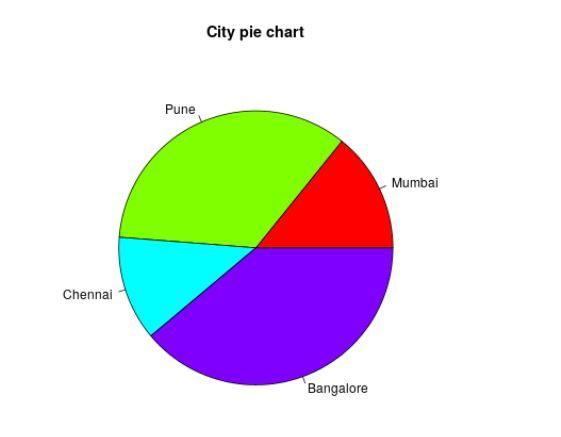 City pie chart
Pune
Mumbai
Chennai
Bangalore